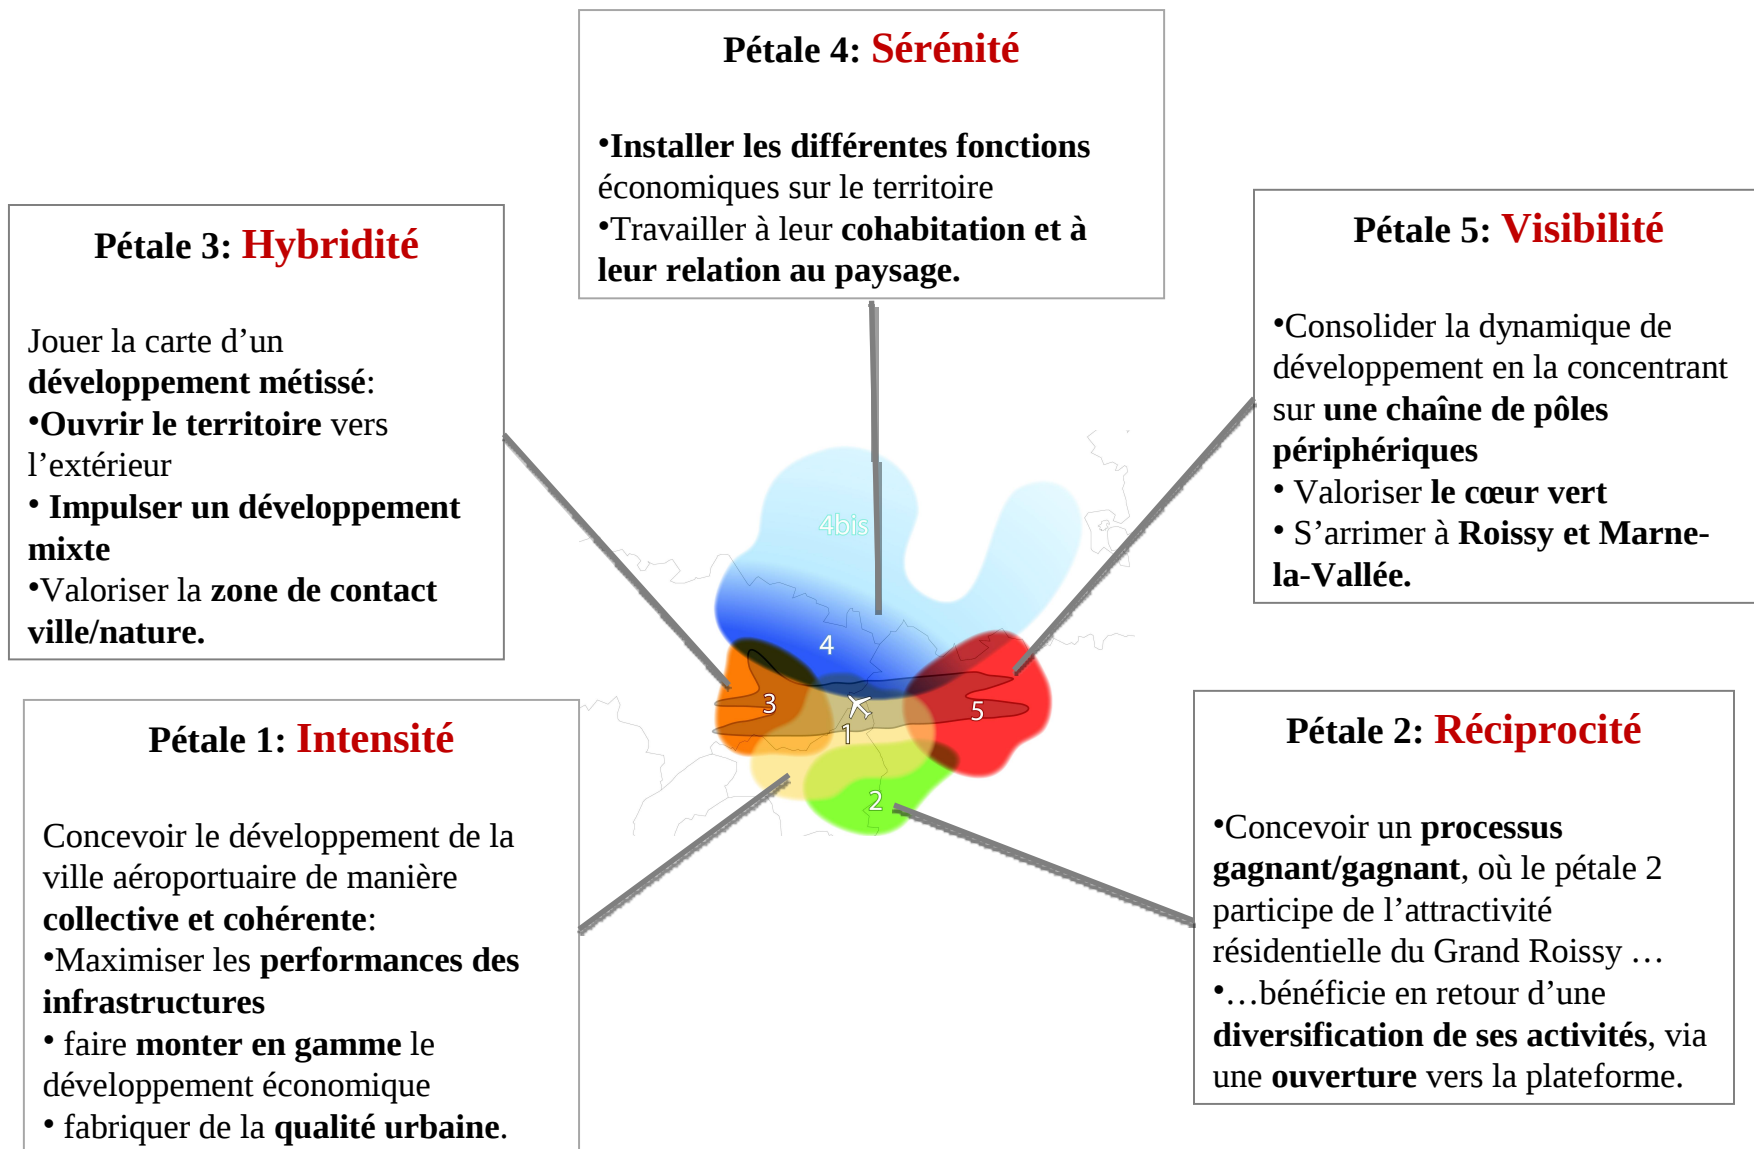 Pétale 4: Sérénité
•Installer les différentes fonctions
économiques sur le territoire
•Travailler à leur cohabitation et à
leur relation au paysage.
Pétale 3: Hybridité
Jouer la carte d’un
développement métissé:
•Ouvrir le territoire vers
l’extérieur
• Impulser un développement
mixte
•Valoriser la zone de contact
ville/nature.
Pétale 5: Visibilité
•Consolider la dynamique de
développement en la concentrant
sur une chaîne de pôles
périphériques
• Valoriser le cœur vert
• S’arrimer à Roissy et Marne-
la-Vallée.
4bis
4
3
1
5
2
Pétale 1: Intensité
Concevoir le développement de la
ville aéroportuaire de manière
collective et cohérente:
•Maximiser les performances des
infrastructures
• faire monter en gamme le
développement économique
• fabriquer de la qualité urbaine.
Pétale 2: Réciprocité
•Concevoir un processus
gagnant/gagnant, où le pétale 2
participe de l’attractivité
résidentielle du Grand Roissy …
•…bénéficie en retour d’une
diversification de ses activités, via
une ouverture vers la plateforme.